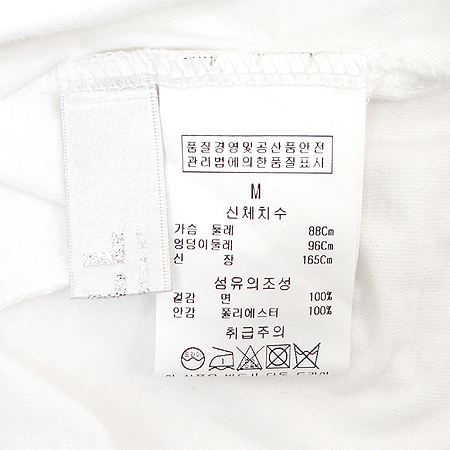 품질경영및공산품안전
관리법에의한품질표시
M
신체치수
가슴 둘레 88Cm
엉덩이둘레 96Cm
신 장 165Cm
섬유의조성
겉감 면 100%
안감 폴리에스터 100%
취급주의